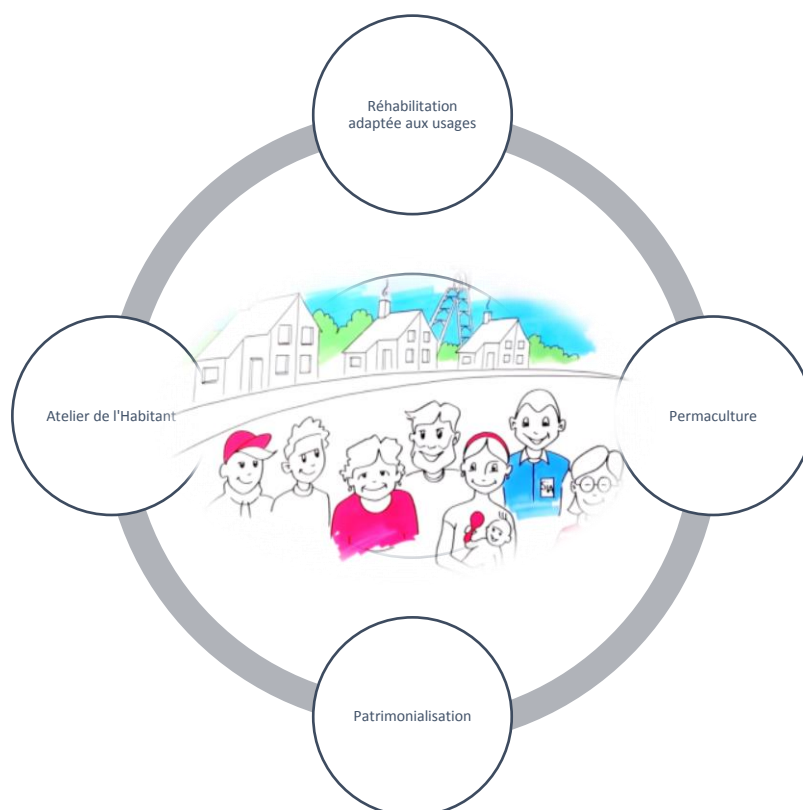 Réhabilitation
adaptée aux usages
Atelier de l'Habitant
Permaculture
Patrimonialisation